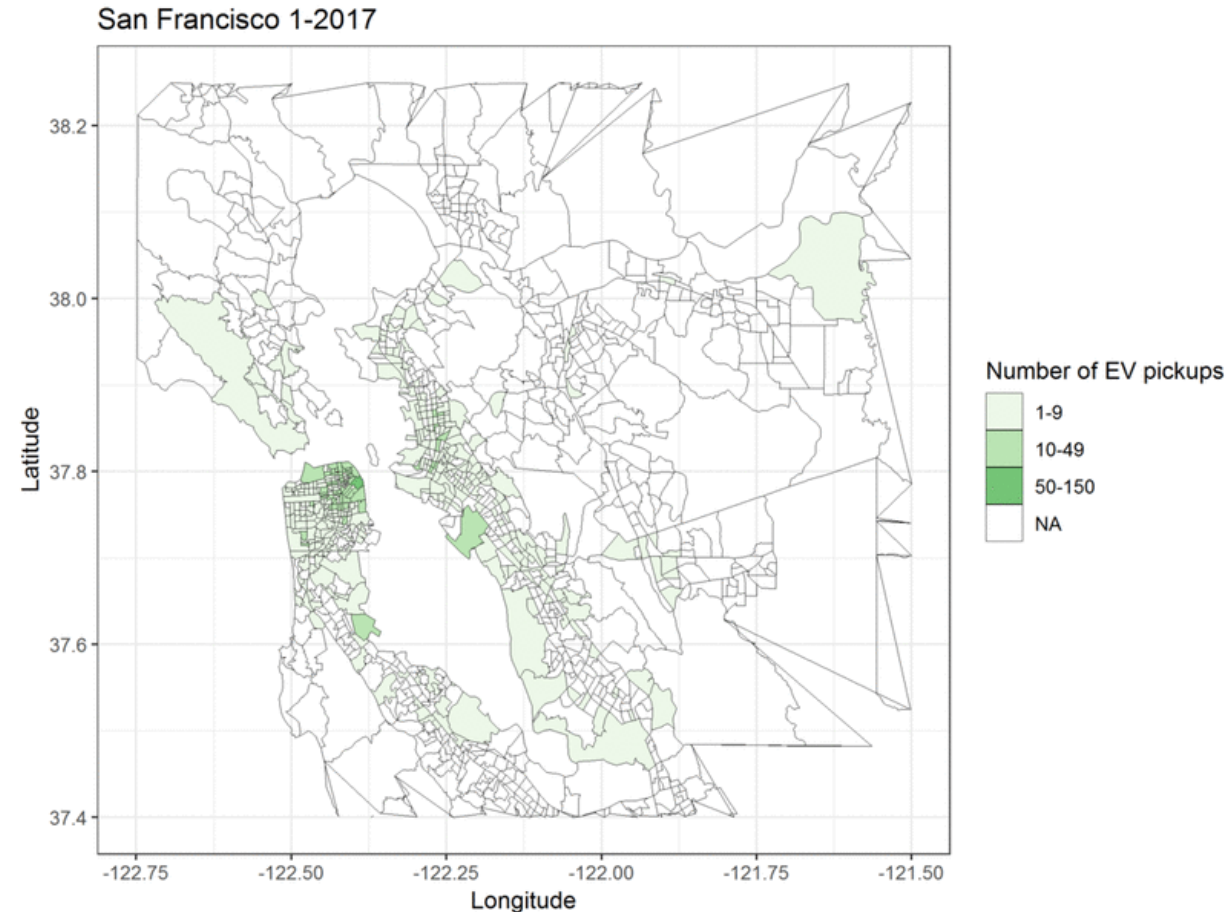 San Francisco 1-2017
38.2
38.0
37.8
37.6
37.4
Latitude
-122.75 -122.50 -122.25 -122.00 -121.75 -121.50
Longitude
Number of EV pickups
1-9
10-49
50-150
NA